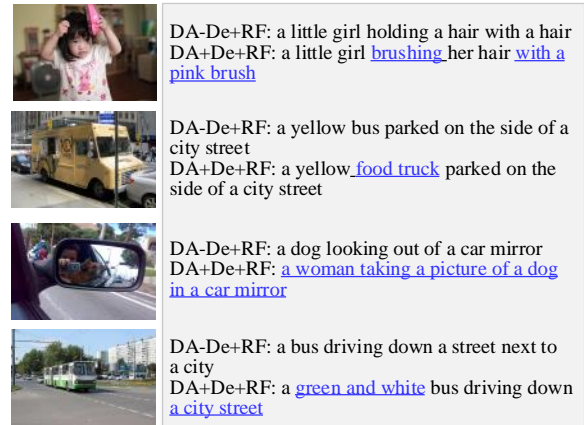 DA-De+RF: a little girl holding a hair with a hair
DA+De+RF: a little girl brushing her hair with a
pink brush
DA-De+RF: a yellow bus parked on the side of a
city street
DA+De+RF: a yellow food truck parked on the
side of a city street
DA-De+RF: a dog looking out of a car mirror
DA+De+RF: a woman taking a picture of a dog
in a car mirror
DA-De+RF: a bus driving down a street next to
a city
DA+De+RF: a green and white bus driving down
a city street